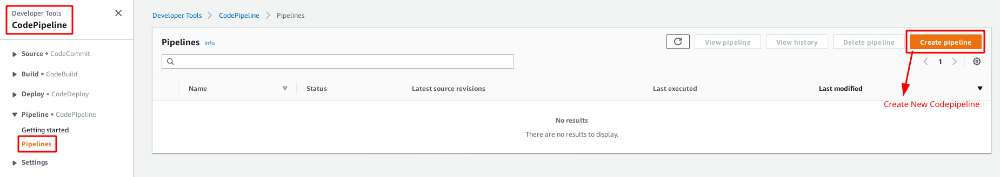 Developer Tools
CodePipeline
Source • CodeCommit
Build • CodeBuild
Deploy • CodeDeploy
Pipeline • CodePipeline
Getting started
Pipelines
Settings
Developer Tools > CodePipeline > Pipelines
Pipelines Info
View pipeline View history Delete pipeline Create pipeline
1
Name Status Latest source revisions Last executed Last modified
Create New Codepipeline
No results
There are no results to display.